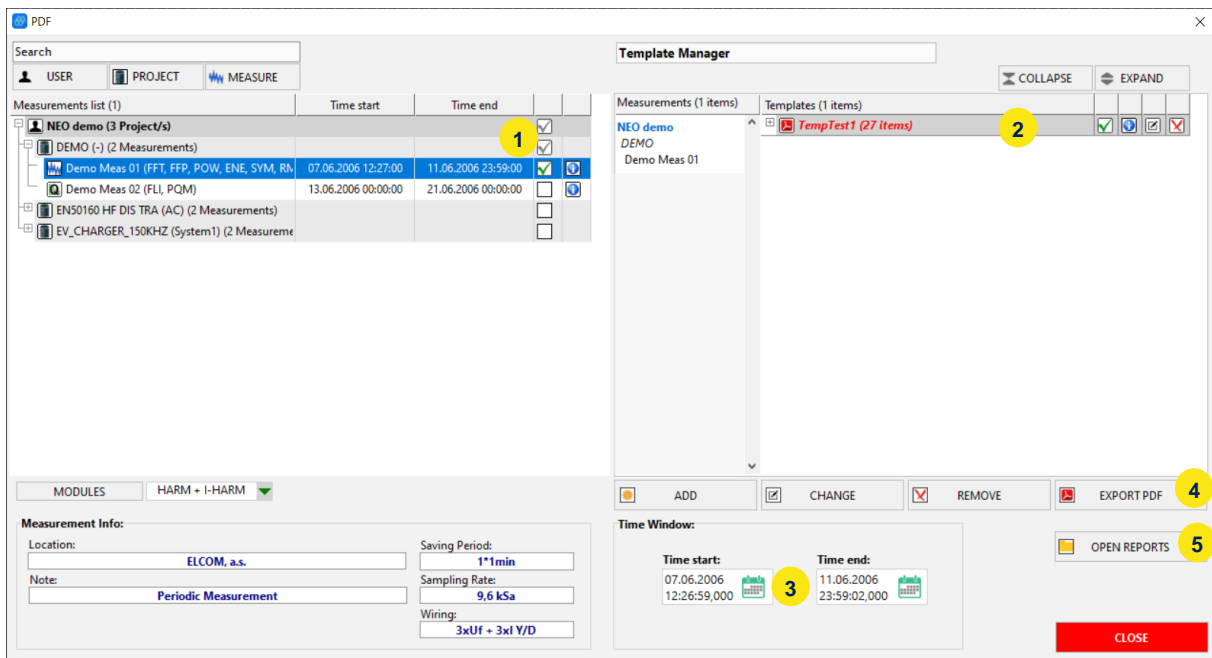 PDF
Search
USER PROJECT MEASURE
Measurements list (1) Time start Time end
NEO demo (3 Project/s)
1
DEMO (-) (2 Measurements)
Demo Meas 01 (FFT, FFP, POW, ENE, SYM, RM 07.06.2006 12:27:00 11.06.2006 23:59:00
Demo Meas 02 (FLI, PQM) 13.06.2006 00:00:00 21.06.2006 00:00:00
EN50160 HF DIS TRA (AC) (2 Measurements)
EV_CHARGER_150KHZ (System1) (2 Measureme
Template Manager
COLLAPSE EXPAND
Measurements (1 items) Templates (1 items)
NEO demo
DEMO
Demo Meas 01
TempTest1 (27 items) 2
MODULES HARM + I-HARM
ADD CHANGE REMOVE EXPORT PDF 4
Measurement Info:
Location:
ELCOM, a.s.
Note:
Periodic Measurement
Saving Period:
1*1min
Sampling Rate:
9,6 kSa
Wiring:
3xUf + 3xI Y/D
Time Window:
Time start: Time end:
07.06.2006 11.06.2006
12:26:59,000 3 23:59:02,000
OPEN REPORTS 5
CLOSE